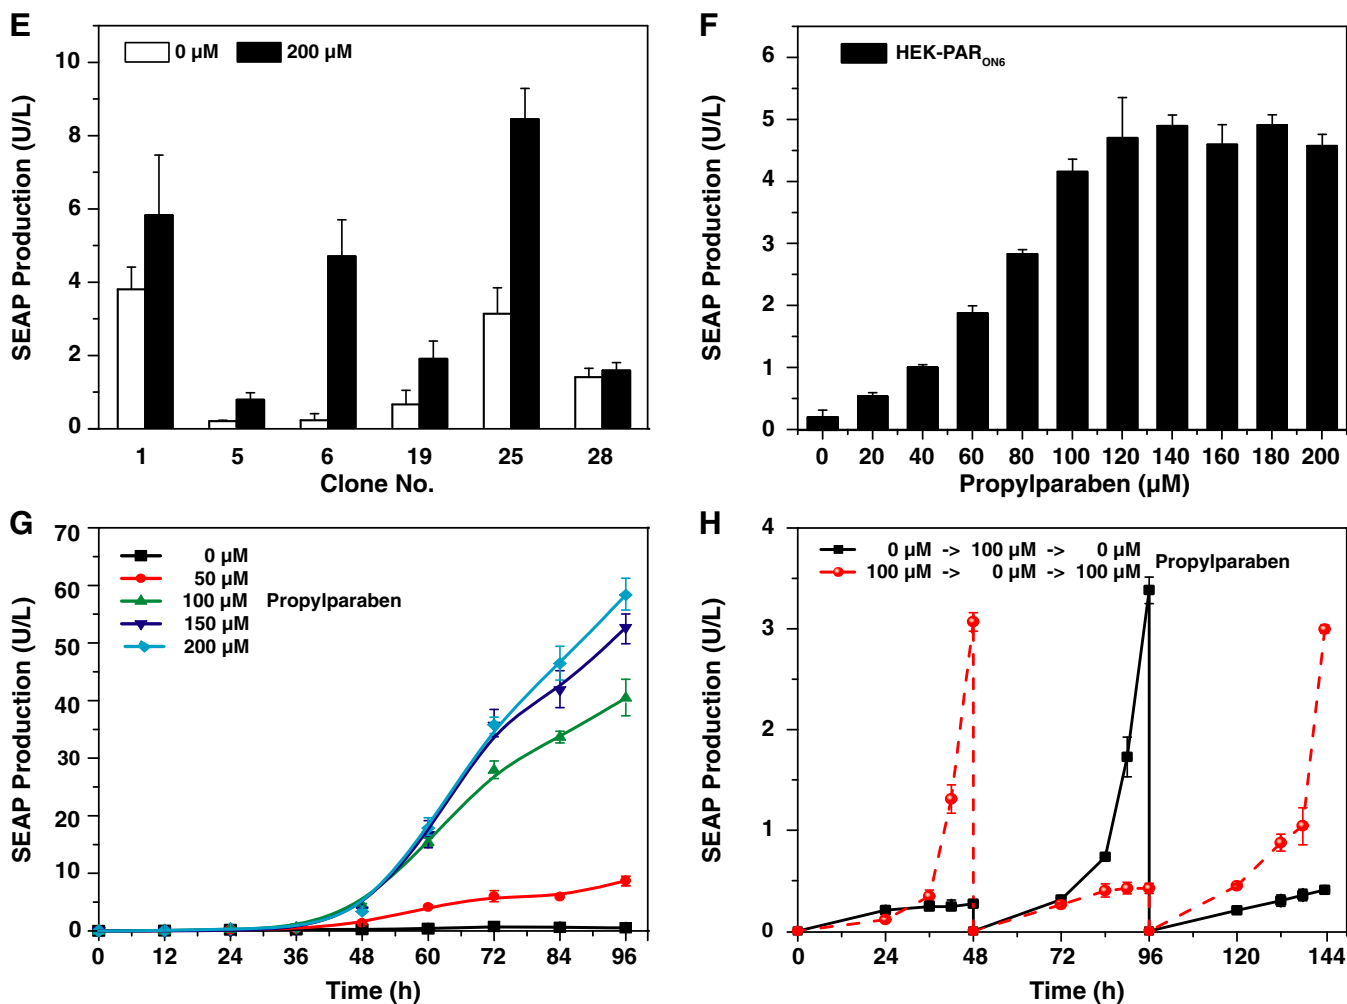 E
0 µM 200 µM
SEAP Production (U/L)
10
8
6
4
2
0
1 5 6 19 25 28
Clone No.
F
HEK-PAR ON6
SEAP Production (U/L)
6
5
4
3
2
1
0
0 20 40 60 80 100 120 140 160 180 200
Propylparaben (µM)
G
0 µM
50 µM
100 µM Propylparaben
150 µM
200 µM
SEAP Production (U/L)
70
60
50
40
30
20
10
0
0 12 24 36 48 60 72 84 96
Time (h)
H
0 µM -> 100 µM -> 0 µM
100 µM -> 0 µM -> 100 µM
Propylparaben
SEAP Production (U/L)
4
3
2
1
0
0 24 48 72 96 120 144
Time (h)